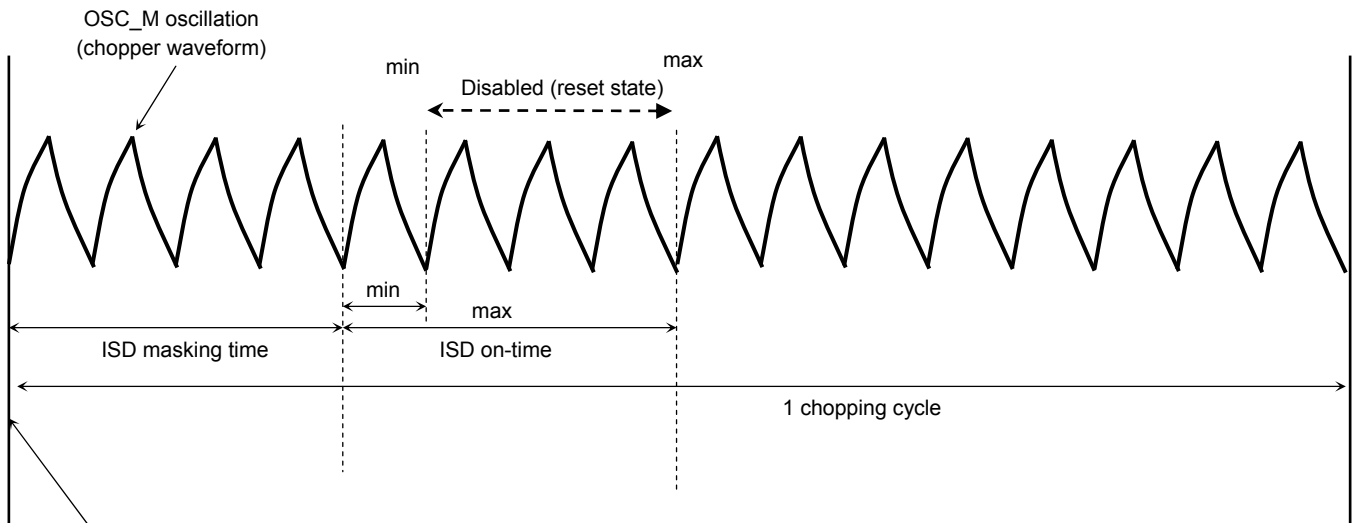 OSC_M oscillation
(chopper waveform)
min
max
Disabled (reset state)
min
max
ISD masking time
ISD on-time
1 chopping cycle